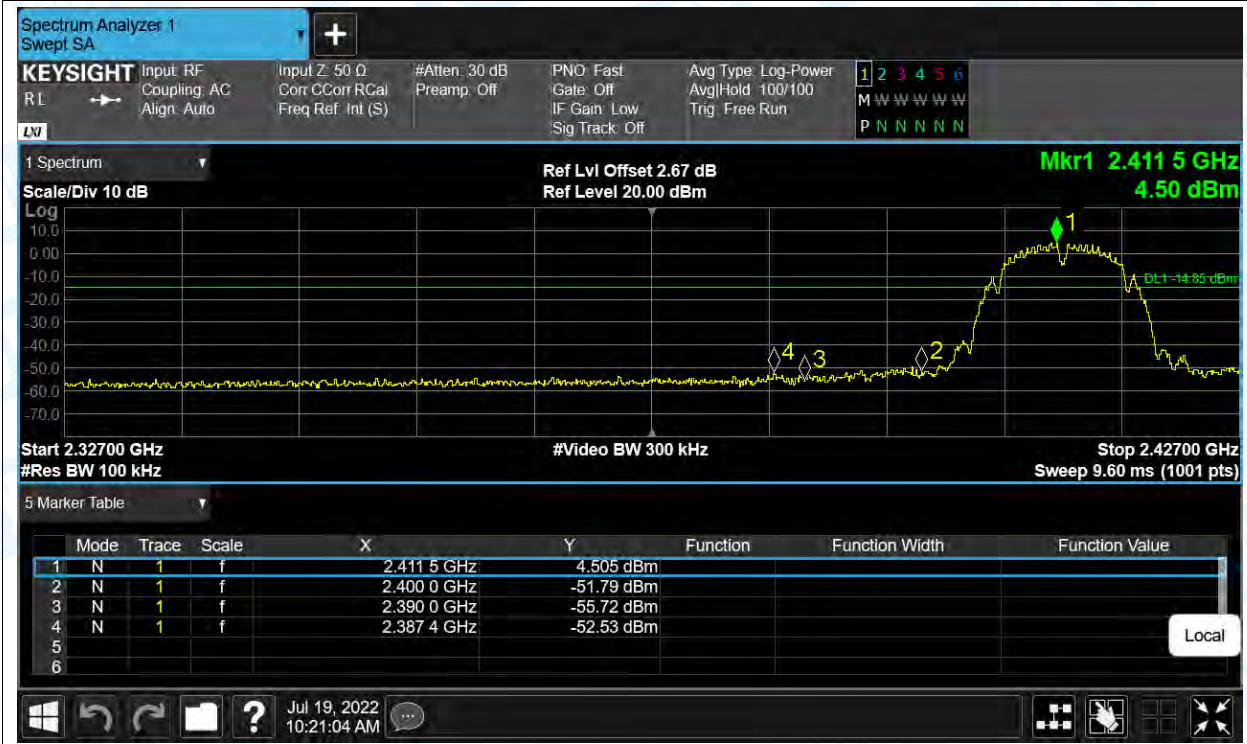 Spectrum Analyzer 1
Swept SA
+
KEYSIGHT Input: RF Input Z: 50 Ω #Atten: 30 dB PNO: Fast Avg Type: Log-Power 1 2 3 4 5 6
RL Coupling: AC Corr CCorr RCal Preamp: Off Gate: Off Avg|Hold: 100/100 M W W W W W W
Align: Auto Freq Ref: Int (S) IF Gain: Low Trig: Free Run P N N N N N N
LXI Sig Track: Off
1 Spectrum Ref Lvl Offset 2.67 dB Mkr1 2.411 5 GHz
Scale/Div 10 dB Ref Level 20.00 dBm 4.50 dBm
Log
10.0
0.00
-10.0
-20.0
-30.0
-40.0
-50.0
-60.0
-70.0
1
DL1 -14.85 dBm
4 3 2
Start 2.32700 GHz #Video BW 300 kHz Stop 2.42700 GHz
#Res BW 100 kHz Sweep 9.60 ms (1001 pts)
5 Marker Table
Mode Trace Scale X Y Function Function Width Function Value
1 N 1 f 2.411 5 GHz 4.505 dBm
2 N 1 f 2.400 0 GHz -51.79 dBm
3 N 1 f 2.390 0 GHz -55.72 dBm
4 N 1 f 2.387 4 GHz -52.53 dBm
5
6
Local
? Jul 19, 2022
10:21:04 AM